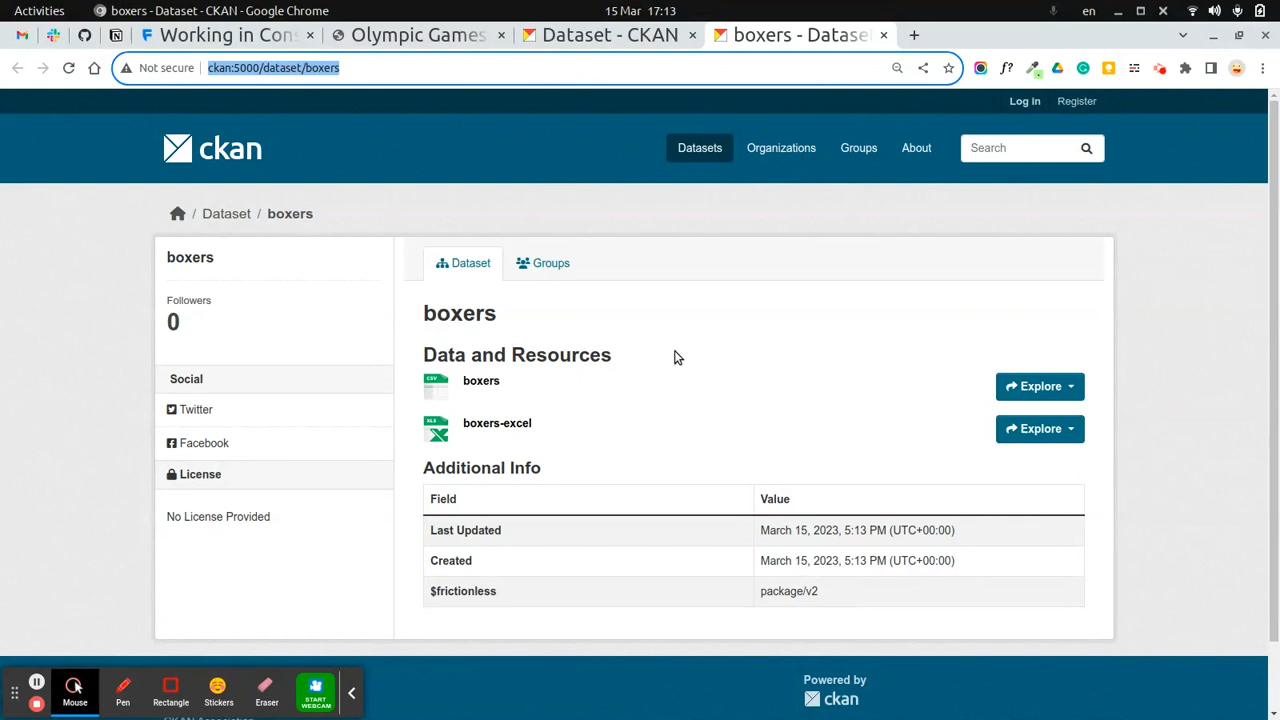 Activities
boxers - Dataset - CKAN - Google Chrome
15 Mar 17:13
en
Working in Con
Olympic Games
Dataset - CKAN
boxers - Datase
Not secure
ckan:5000/dataset/boxers
f?
Log in
Register
ckan
Datasets
Organizations
Groups
About
Search
/ Dataset / boxers
boxers
Followers
0
Social
Twitter
Facebook
License
No License Provided
Dataset
Groups
boxers
Data and Resources
CSV
boxers
Explore
XLS
boxers-excel
Explore
Additional Info
Field
Value
Last Updated
March 15, 2023, 5:13 PM (UTC+00:00)
Created
March 15, 2023, 5:13 PM (UTC+00:00)
$frictionless
package/v2
Mouse
Pen
Rectangle
Stickers
Eraser
START
WEBCAM
Powered by
ckan